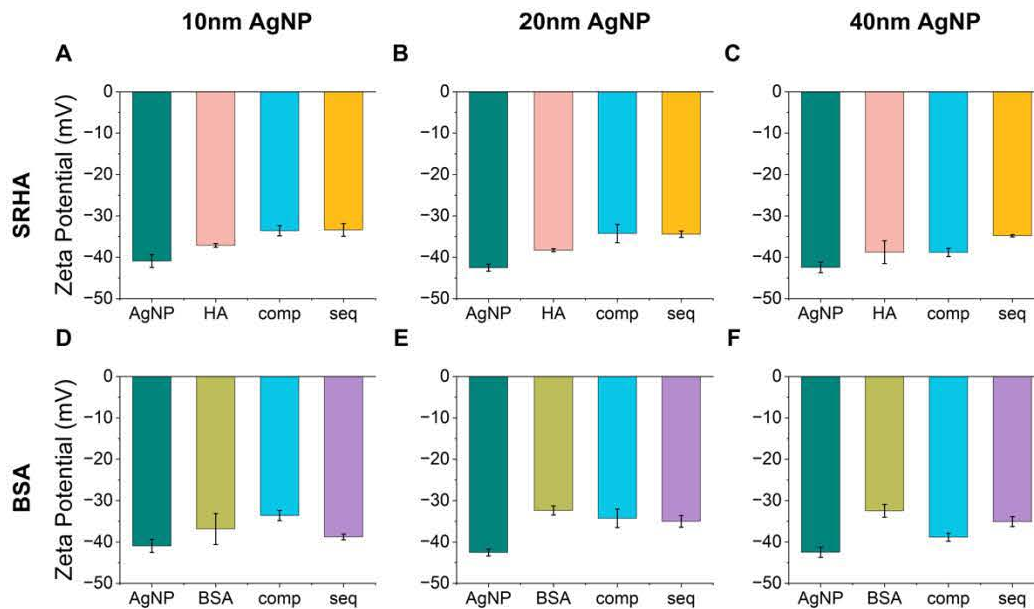 10nm AgNP
20nm AgNP
40nm AgNP
SRHA
A
Zeta Potential (mV)
0
−10
−20
−30
−40
−50
AgNP HA comp seq
B
0
−10
−20
−30
−40
−50
AgNP HA comp seq
C
0
−10
−20
−30
−40
−50
AgNP HA comp seq
BSA
D
Zeta Potential (mV)
0
−10
−20
−30
−40
−50
AgNP BSA comp seq
E
0
−10
−20
−30
−40
−50
AgNP BSA comp seq
F
0
−10
−20
−30
−40
−50
AgNP BSA comp seq